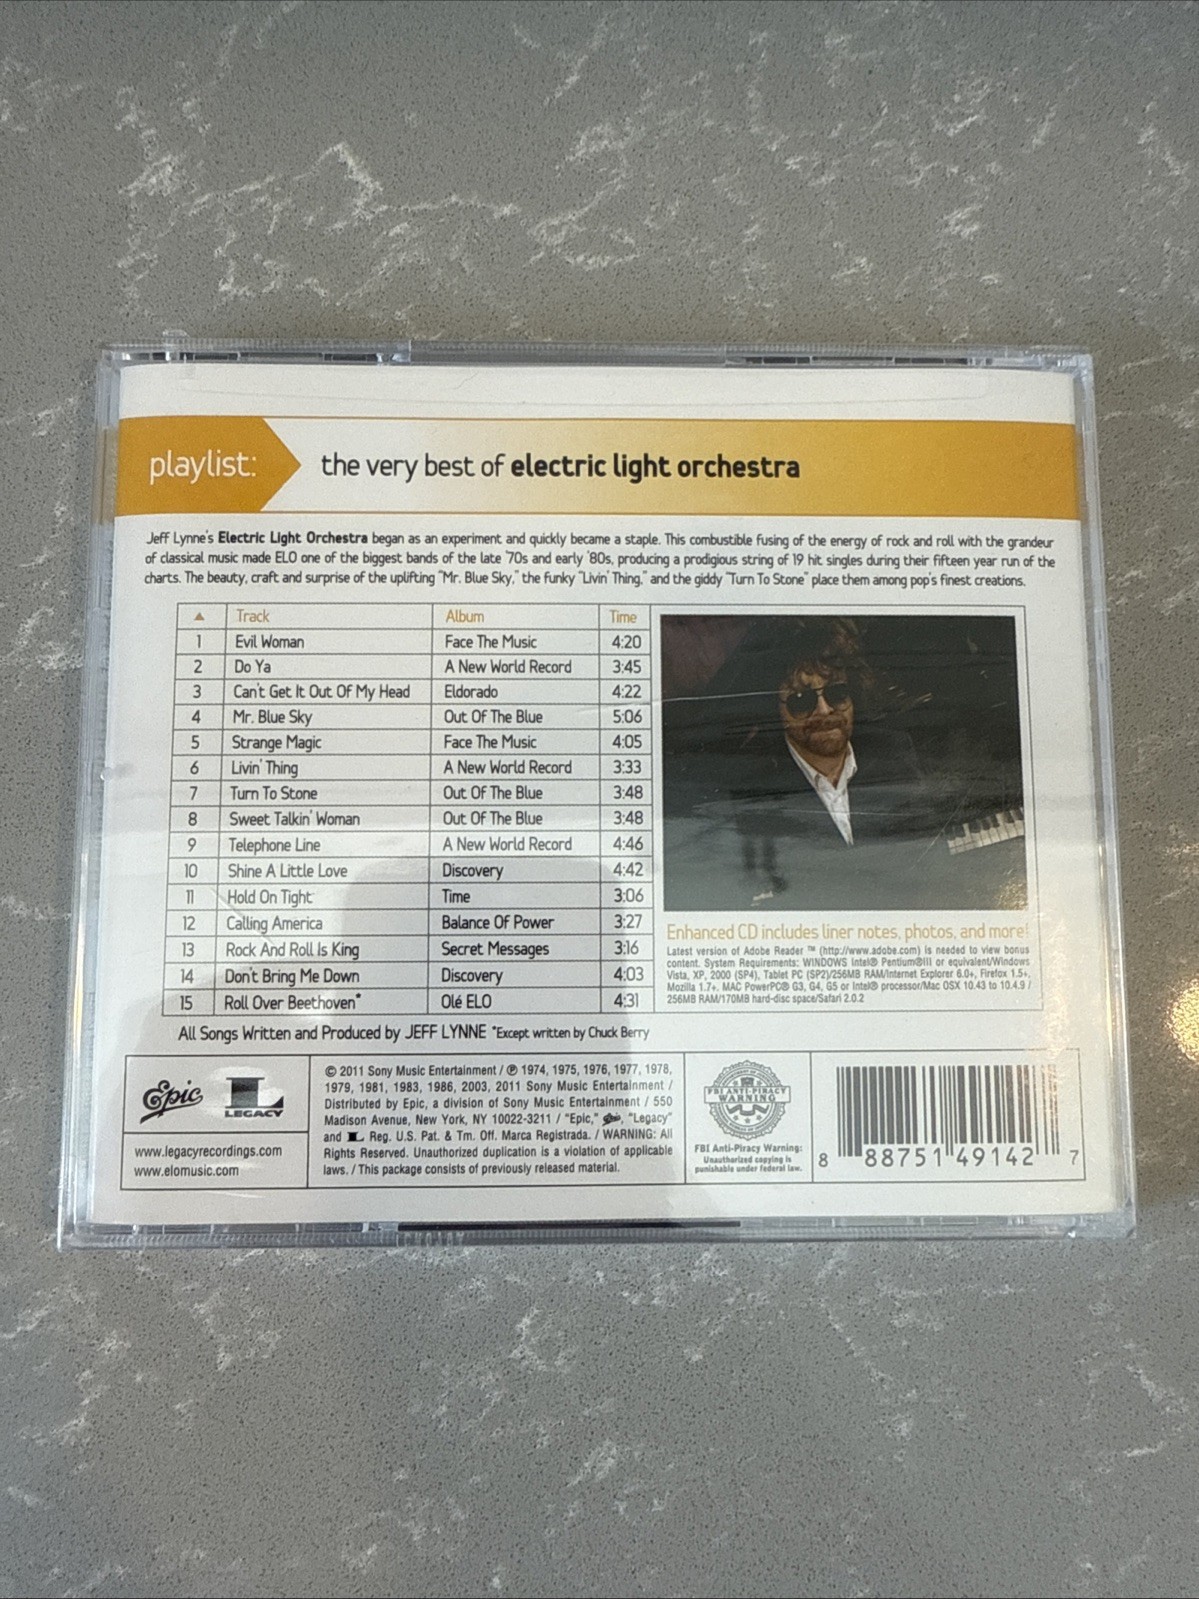 playlist: the very best of electric light orchestra
Jeff Lynne's Electric Light Orchestra began as an experiment and quickly became a staple. This combustible fusing of the energy of rock and roll with the grandeur
of classical music made ELO one of the biggest bands of the late '70s and early '80s, producing a prodigious string of 19 hit singles during their fifteen year run of the
charts. The beauty, craft and surprise of the uplifting "Mr. Blue Sky," the funky "Livin' Thing," and the giddy "Turn To Stone" place them among pop's finest creations.
▲ Track Album Time
1 Evil Woman Face The Music 4:20
2 Do Ya A New World Record 3:45
3 Can't Get It Out Of My Head Eldorado 4:22
4 Mr. Blue Sky Out Of The Blue 5:06
5 Strange Magic Face The Music 4:05
6 Livin' Thing A New World Record 3:33
7 Turn To Stone Out Of The Blue 3:48
8 Sweet Talkin' Woman Out Of The Blue 3:48
9 Telephone Line A New World Record 4:46
10 Shine A Little Love Discovery 4:42
11 Hold On Tight Time 3:06
12 Calling America Balance Of Power 3:27
13 Rock And Roll Is King Secret Messages 3:16
14 Don't Bring Me Down Discovery 4:03
15 Roll Over Beethoven* Olé ELO 4:31
All Songs Written and Produced by JEFF LYNNE *Except written by Chuck Berry
Enhanced CD includes liner notes, photos, and more!
Latest version of Adobe Reader ™ (http://www.adobe.com) is needed to view bonus
content. System Requirements: WINDOWS Intel® Pentium®III or equivalent/Windows
Vista, XP, 2000 (SP4), Tablet PC (SP2)/256MB RAM/Internet Explorer 6.0+, Firefox 1.5+,
Mozilla 1.7+. MAC PowerPC® G3, G4, G5 or Intel® processor/Mac OSX 10.43 to 10.4.9 /
256MB RAM/170MB hard-disc space/Safari 2.0.2
Epic
L
LEGACY
www.legacyrecordings.com
www.elomusic.com
© 2011 Sony Music Entertainment / ℗ 1974, 1975, 1976, 1977, 1978,
1979, 1981, 1983, 1986, 2003, 2011 Sony Music Entertainment /
Distributed by Epic, a division of Sony Music Entertainment / 550
Madison Avenue, New York, NY 10022-3211 / "Epic," Epic, "Legacy"
and L Reg. U.S. Pat. & Tm. Off. Marca Registrada. / WARNING: All
Rights Reserved. Unauthorized duplication is a violation of applicable
laws. / This package consists of previously released material.
FBI ANTI-PIRACY
WARNING
FBI Anti-Piracy Warning:
Unauthorized copying is
punishable under federal law.
8 88751 49142 7